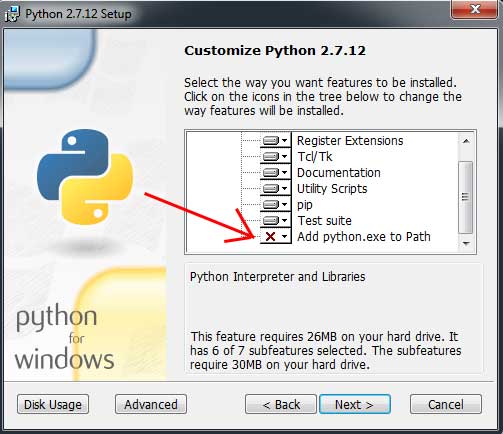 Python 2.7.12 Setup
Customize Python 2.7.12
Select the way you want features to be installed.
Click on the icons in the tree below to change the
way features will be installed.
Register Extensions
Tcl/Tk
Documentation
Utility Scripts
pip
Test suite
Add python.exe to Path
Python Interpreter and Libraries
This feature requires 26MB on your hard drive. It
has 6 of 7 subfeatures selected. The subfeatures
require 30MB on your hard drive.
python
for
windows
Disk Usage
Advanced
< Back
Next >
Cancel